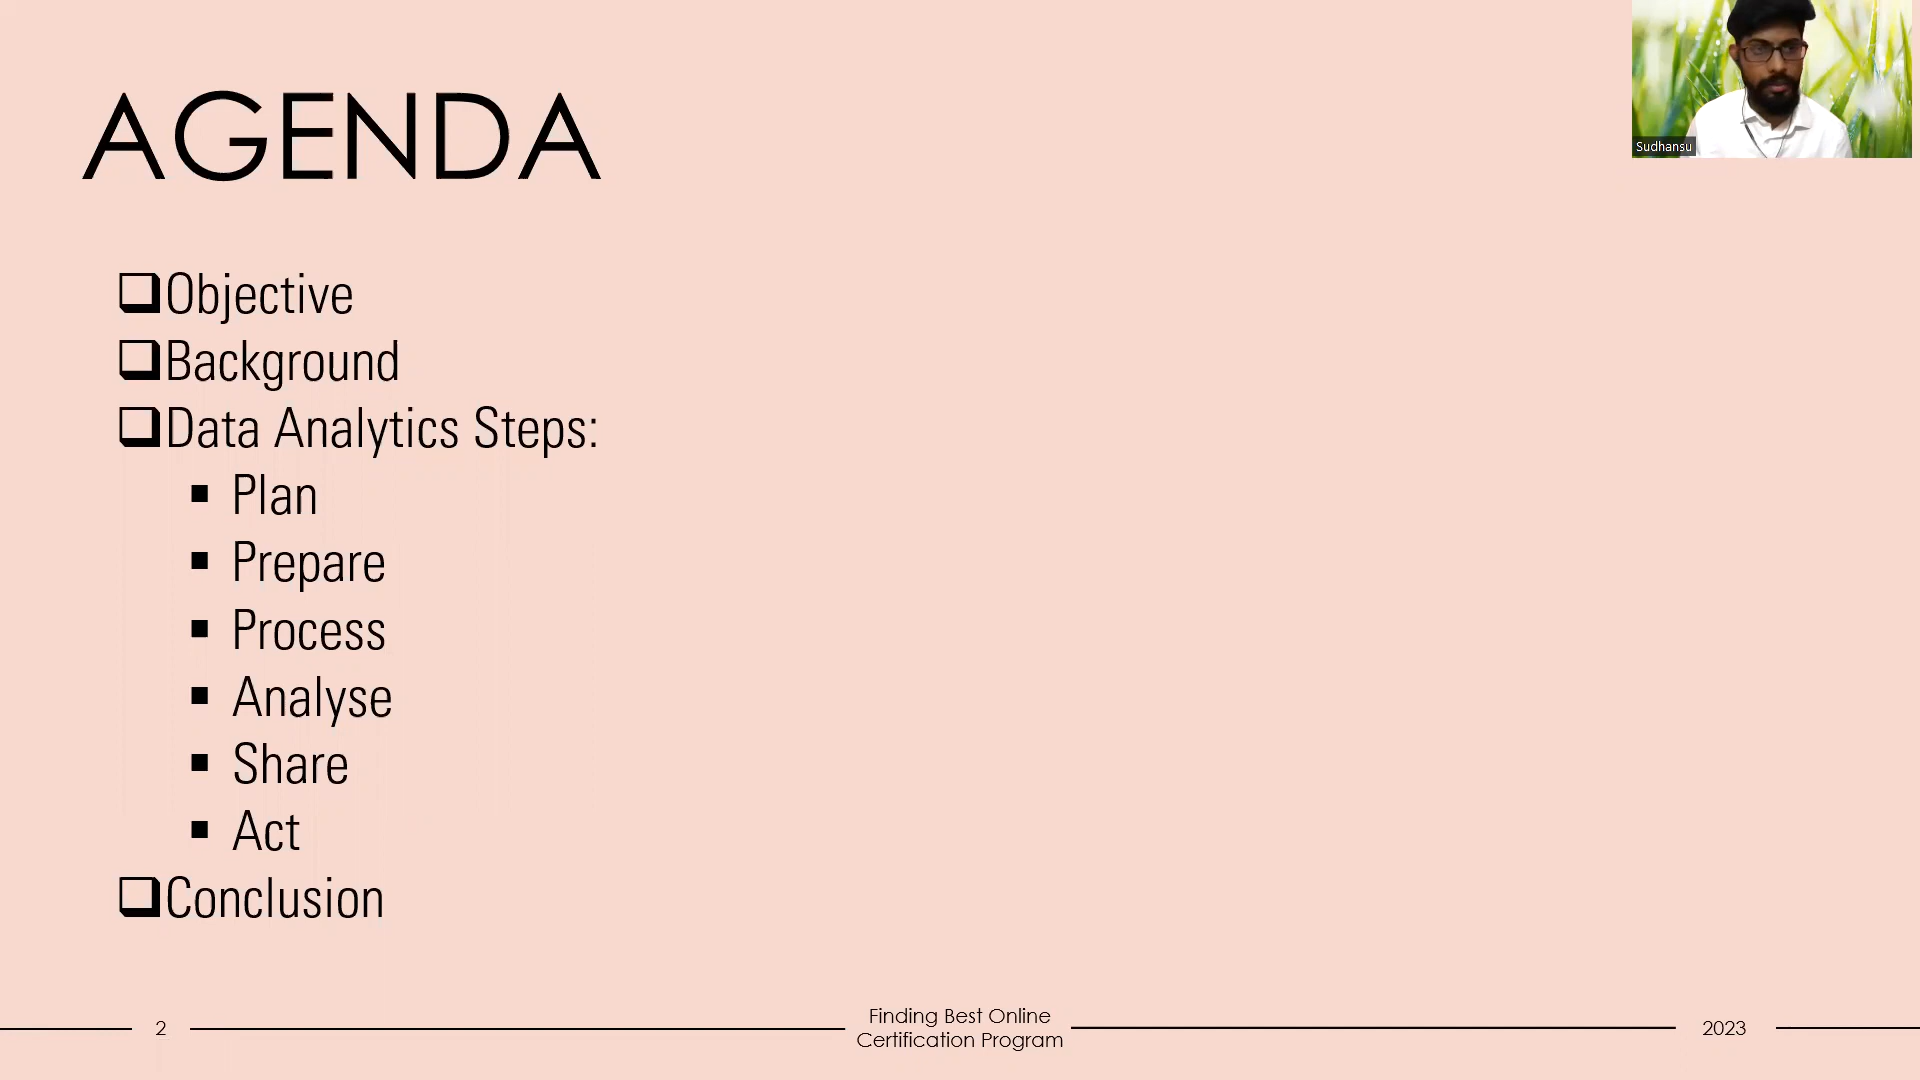 AGENDA
Sudhansu
Objective
Background
Data Analytics Steps:
Plan
Prepare
Process
Analyse
Share
Act
Conclusion
2
Finding Best Online
Certification Program
2023